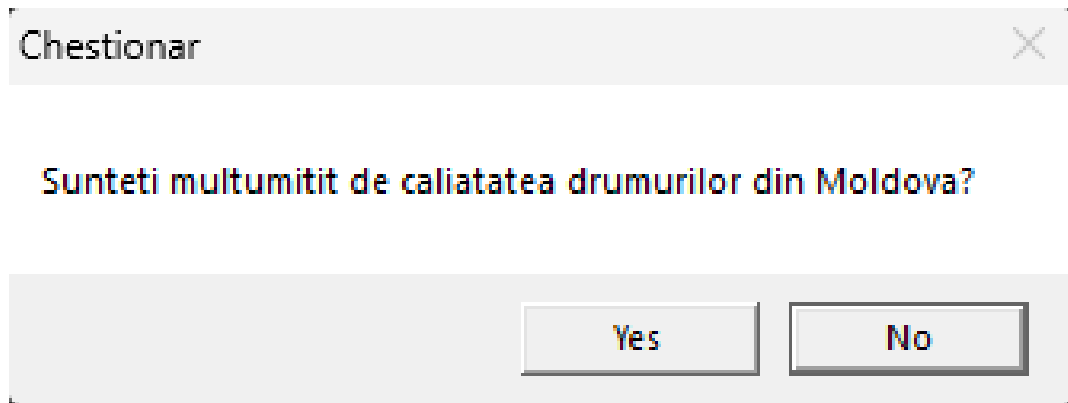 Chestionar
Sunteti multumitit de caliatatea drumurilor din Moldova?
Yes No